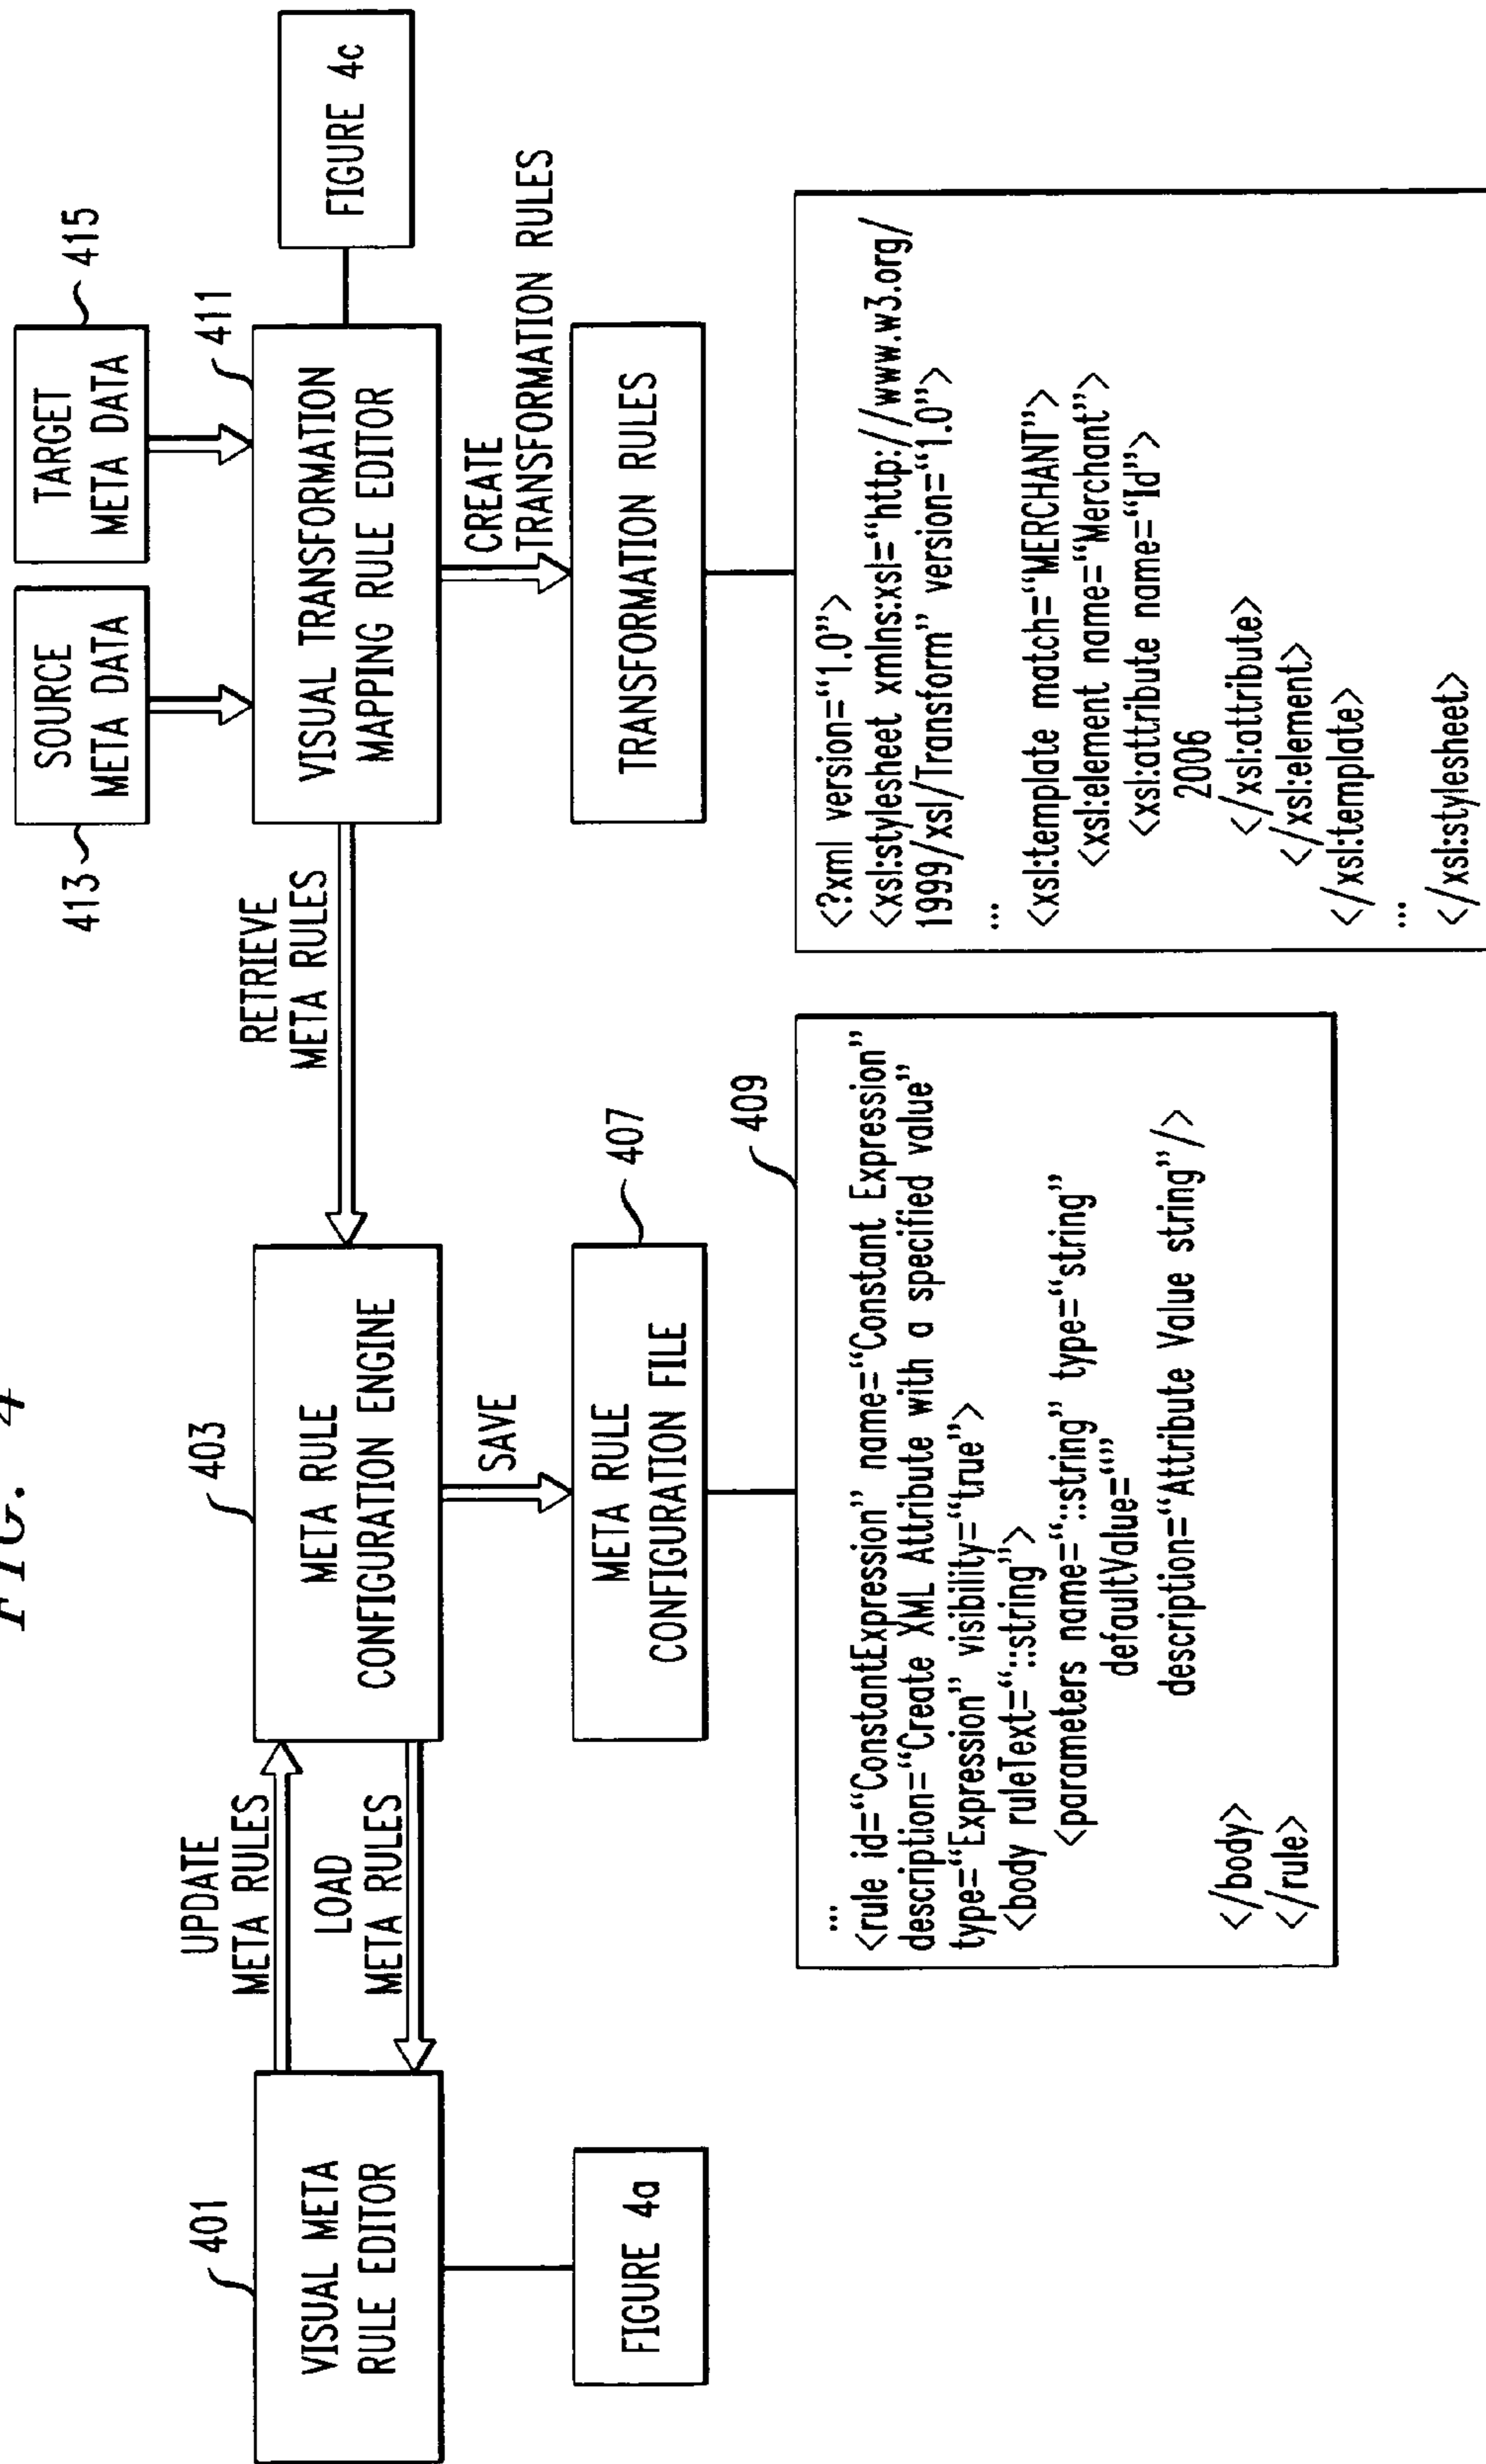 FIG. 4
401
VISUAL META
RULE EDITOR
FIGURE 4a
UPDATE
META RULES
LOAD
META RULES
403
META RULE
CONFIGURATION ENGINE
SAVE
META RULE
CONFIGURATION FILE
407
409
...
<rule id=“ConstantExpression” name=“Constant Expression”
description=“Create XML Attribute with a specified value”
type=“Expression” visibility=“true”>
<body ruleText=“::string”>
<parameters name=“::string” type=“string”
defaultValue=“”
description=“Attribute Value string”/>
</body>
</rule>
RETRIEVE
META RULES
413
SOURCE
META DATA
TARGET
META DATA
415
411
VISUAL TRANSFORMATION
MAPPING RULE EDITOR
FIGURE 4c
CREATE
TRANSFORMATION RULES
TRANSFORMATION RULES
<?xml version=“1.0”>
<xsl:stylesheet xmlns:xsl=“http://www.w3.org/
1999/xsl/Transform” version=“1.0”>
...
<xsl:template match=“MERCHANT”>
<xsl:element name=“Merchant”>
<xsl:attribute name=“Id”>
2006
</xsl:attribute>
</xsl:element>
</xsl:template>
...
</xsl:stylesheet>